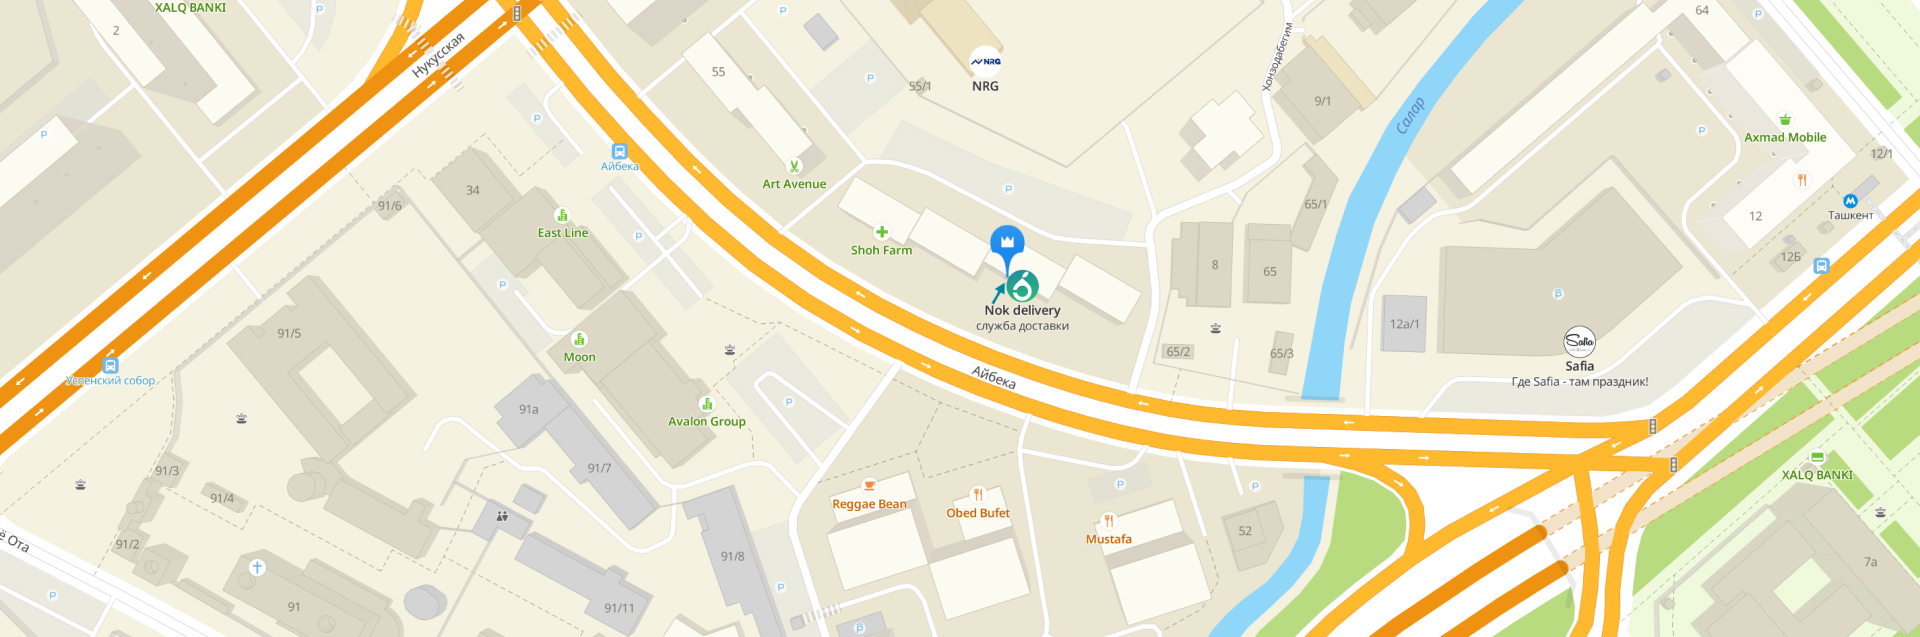 XALQ BANKI
P
64
P
2
Нукусская
P
P
55
P
55/1
NRG
NRG
Хонзодабегим
9/1
Салар
P
Axmad Mobile
12/1
P
Айбека
Art Avenue
34
91/6
East Line
P
P
P
Shoh Farm
65/1
8
65
12
Ташкент
12Б
Nok delivery
служба доставки
P
12а/1
Safia
Safia
Где Safia - там праздник!
91/5
Moon
Успенский собор
65/2
65/3
Айбека
P
Avalon Group
91а
91/7
91/3
91/4
91/2
ё Ота
Reggae Bean
Obed Bufet
Mustafa
P
P
52
XALQ BANKI
91/8
7а
P
91
91/11
P
P